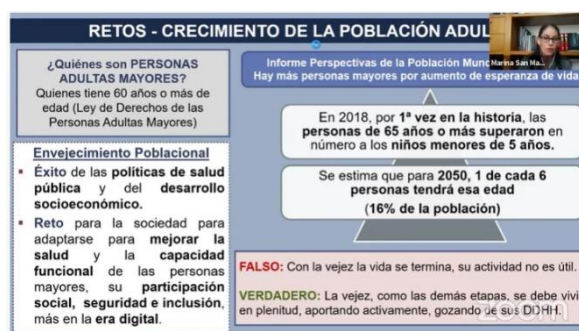 RETOS - CRECIMIENTO DE LA POBLACIÓN ADUL
¿Quiénes son PERSONAS
ADULTAS MAYORES?
Quienes tiene 60 años o más de
edad (Ley de Derechos de las
Personas Adultas Mayores)
Envejecimiento Poblacional
▪ Éxito de las políticas de salud
pública y del desarrollo
socioeconómico.
▪ Reto para la sociedad para
adaptarse para mejorar la
salud y la capacidad
funcional de las personas
mayores, su participación
social, seguridad e inclusión,
más en la era digital.
Marina San Ma...
Informe Perspectivas de la Población Mun
Hay más personas mayores por aumento de esperanza de vida
En 2018, por 1ª vez en la historia, las
personas de 65 años o más superaron en
número a los niños menores de 5 años.
Se estima que para 2050, 1 de cada 6
personas tendrá esa edad
(16% de la población)
FALSO: Con la vejez la vida se termina, su actividad no es útil.
VERDADERO: La vejez, como las demás etapas, se debe vivi
en plenitud, aportando activamente, gozando de sus DDHH.